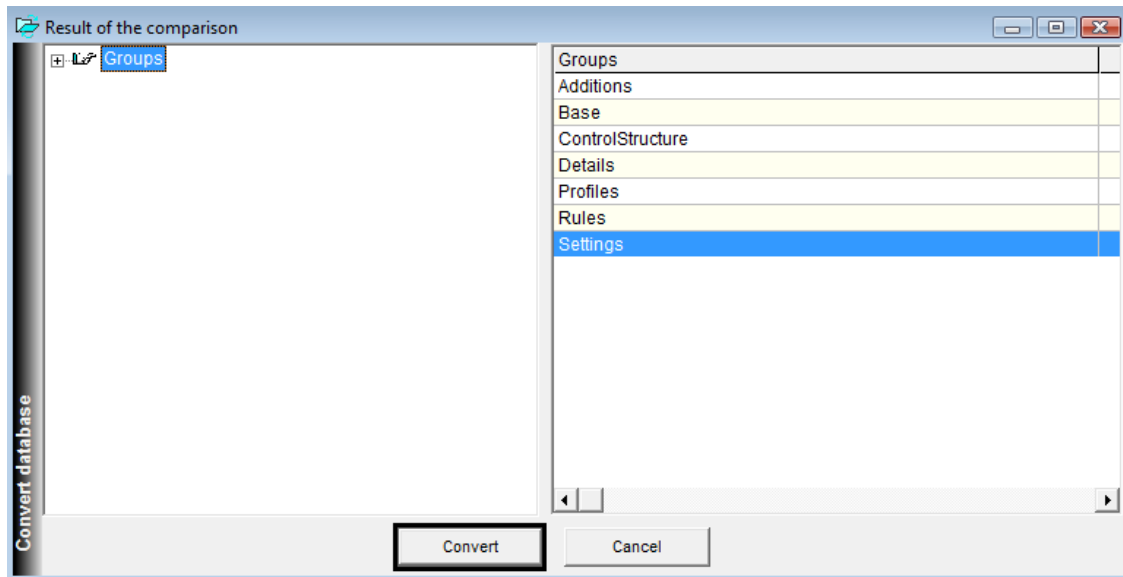 Result of the comparison
Groups
Groups
Additions
Base
ControlStructure
Details
Profiles
Rules
Settings
Convert database
Convert
Cancel